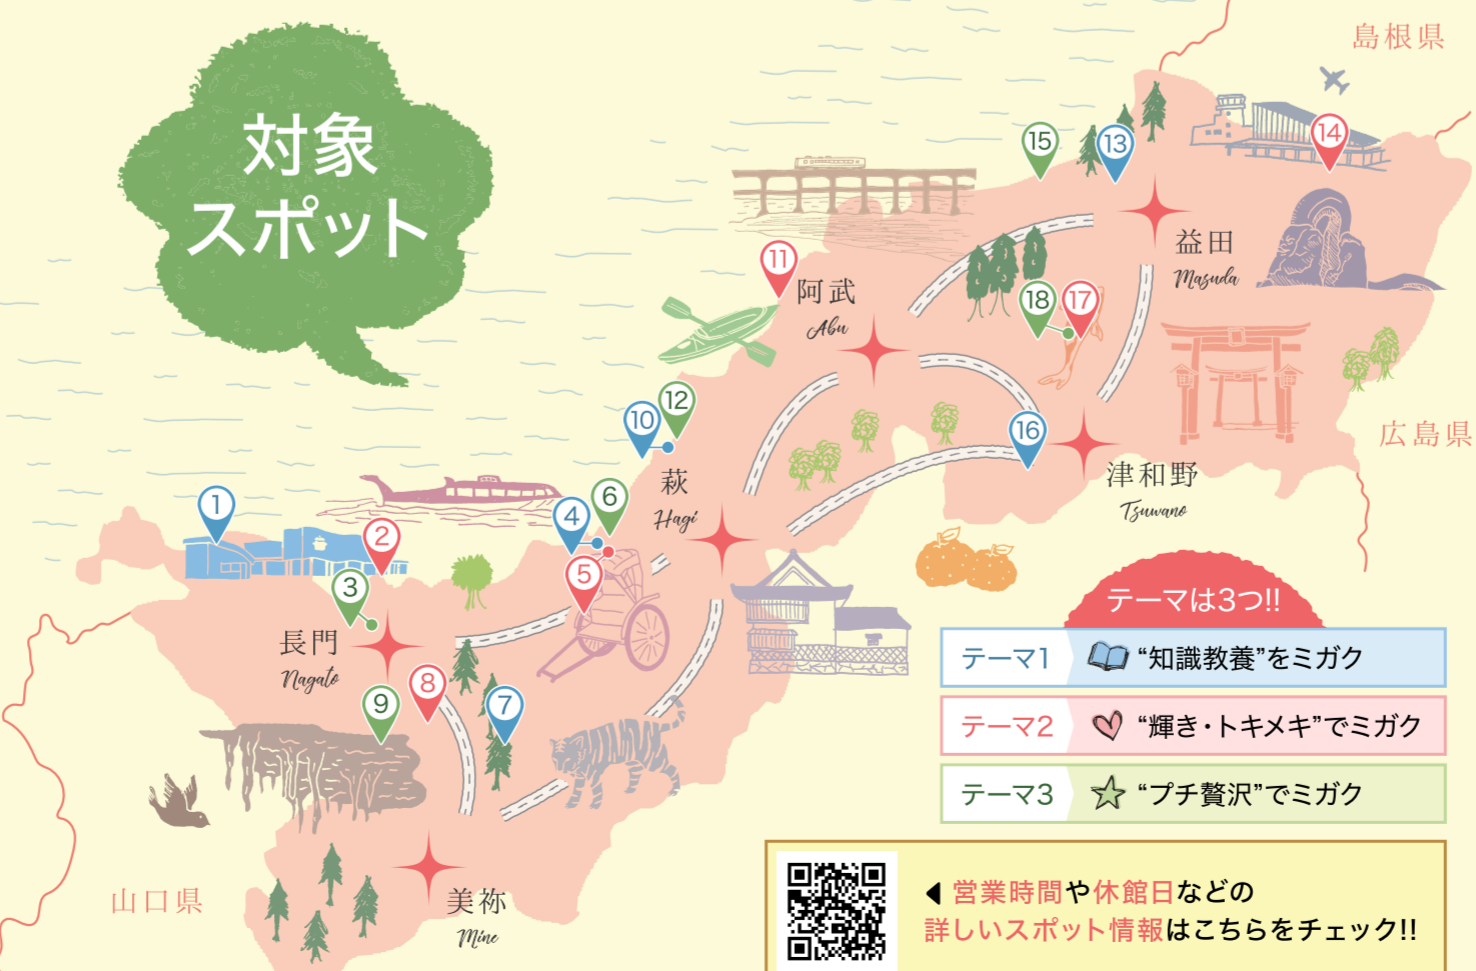 対象
スポット
島根県
15
13
14
益田
Masuda
11
阿武
Abu
18
17
12
10
16
広島県
萩
Hagi
津和野
Tsuwano
1
2
3
4
6
5
長門
Nagato
8
9
7
山口県
美祢
Mine
テーマは3つ!!
テーマ1 “知識教養”をミガク
テーマ2 “輝き・トキメキ”でミガク
テーマ3 “プチ贅沢”でミガク
営業時間や休館日などの
詳しいスポット情報はこちらをチェック!!